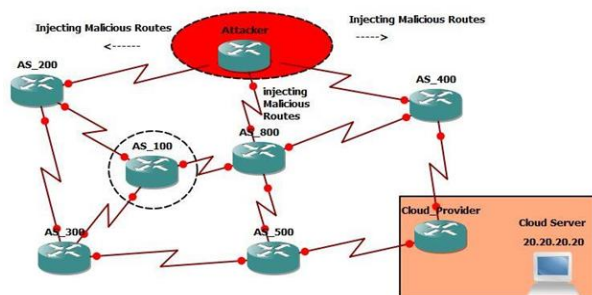 Injecting Malicious Routes
Injecting Malicious Routes
Attacker
AS_200
AS_400
injecting
Malicious
Routes
AS_800
AS_100
Cloud_Provider
Cloud Server
20.20.20.20
AS_300
AS_500